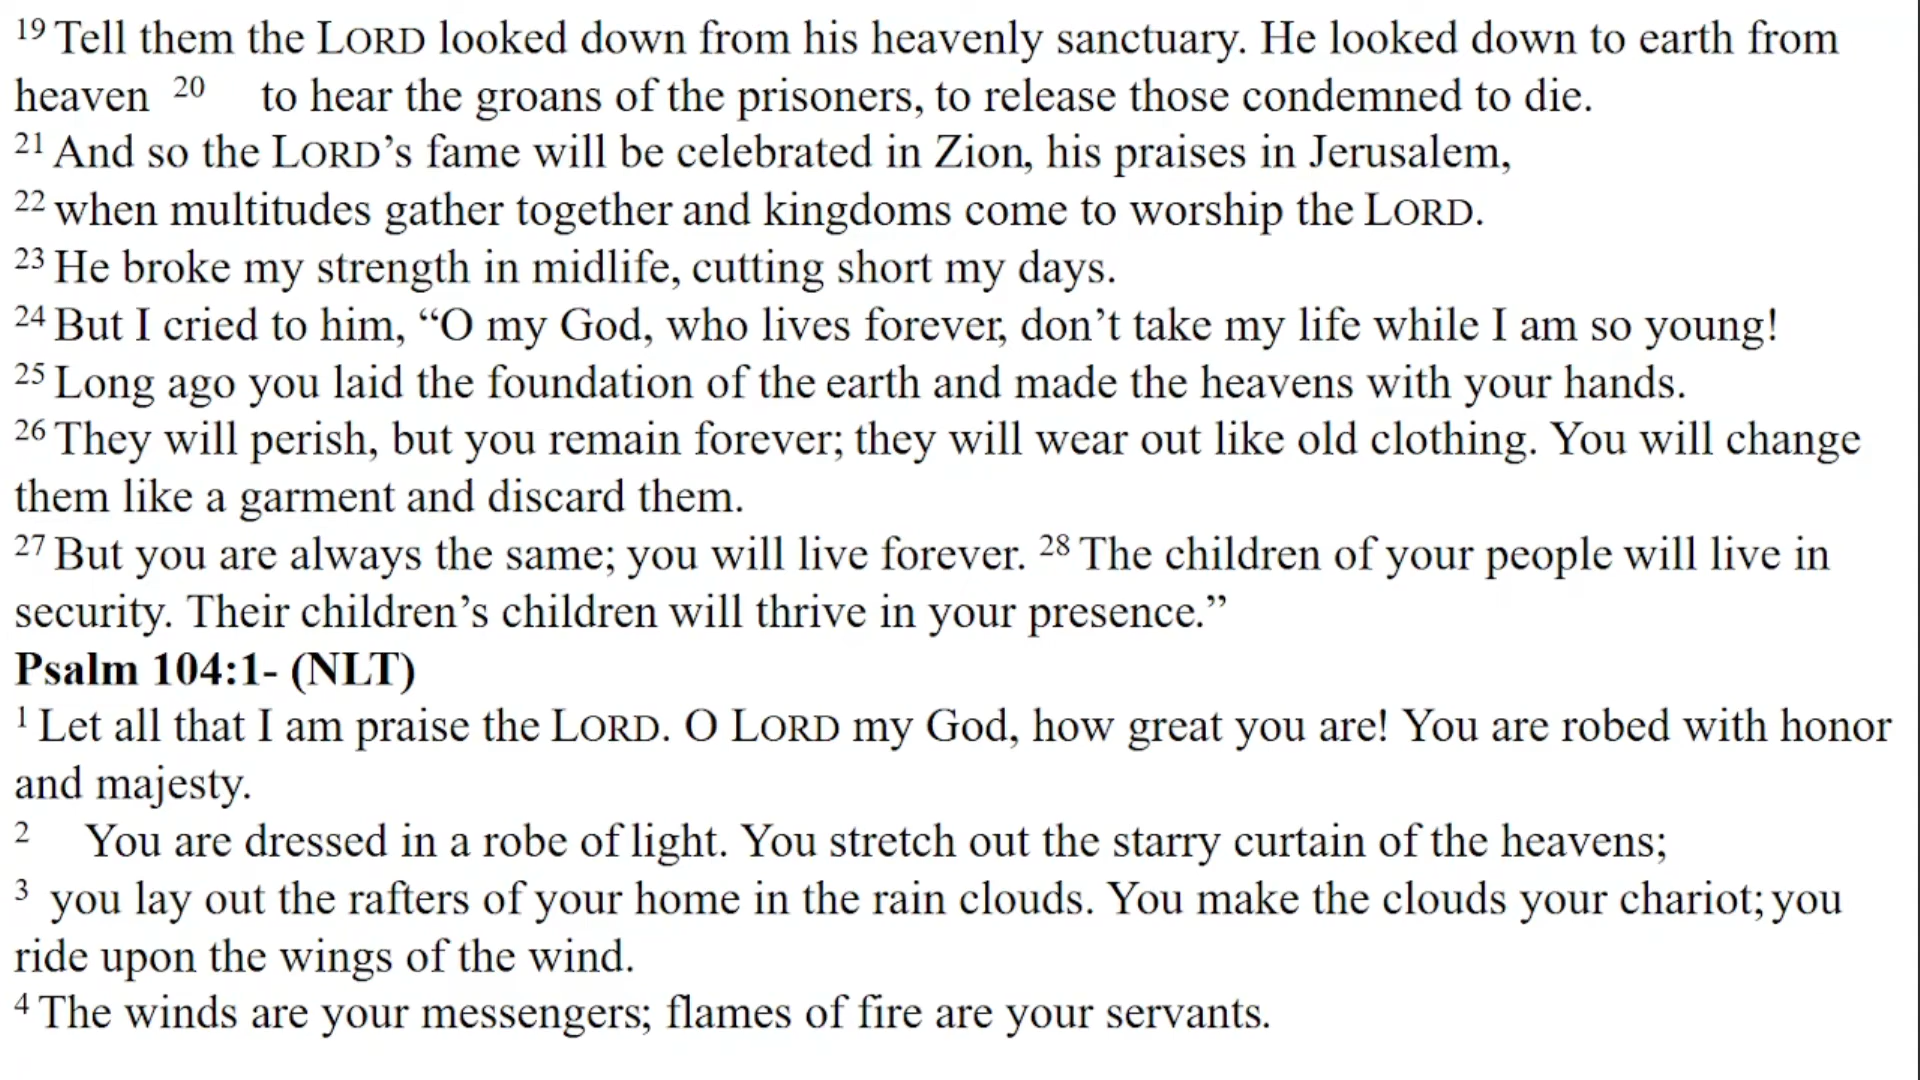 19 Tell them the LORD looked down from his heavenly sanctuary. He looked down to earth from
heaven 20 to hear the groans of the prisoners, to release those condemned to die.
21 And so the LORD’s fame will be celebrated in Zion, his praises in Jerusalem,
22 when multitudes gather together and kingdoms come to worship the LORD.
23 He broke my strength in midlife, cutting short my days.
24 But I cried to him, “O my God, who lives forever, don’t take my life while I am so young!
25 Long ago you laid the foundation of the earth and made the heavens with your hands.
26 They will perish, but you remain forever; they will wear out like old clothing. You will change
them like a garment and discard them.
27 But you are always the same; you will live forever. 28 The children of your people will live in
security. Their children’s children will thrive in your presence.”
Psalm 104:1- (NLT)
1 Let all that I am praise the LORD. O LORD my God, how great you are! You are robed with honor
and majesty.
2 You are dressed in a robe of light. You stretch out the starry curtain of the heavens;
3 you lay out the rafters of your home in the rain clouds. You make the clouds your chariot; you
ride upon the wings of the wind.
4 The winds are your messengers; flames of fire are your servants.